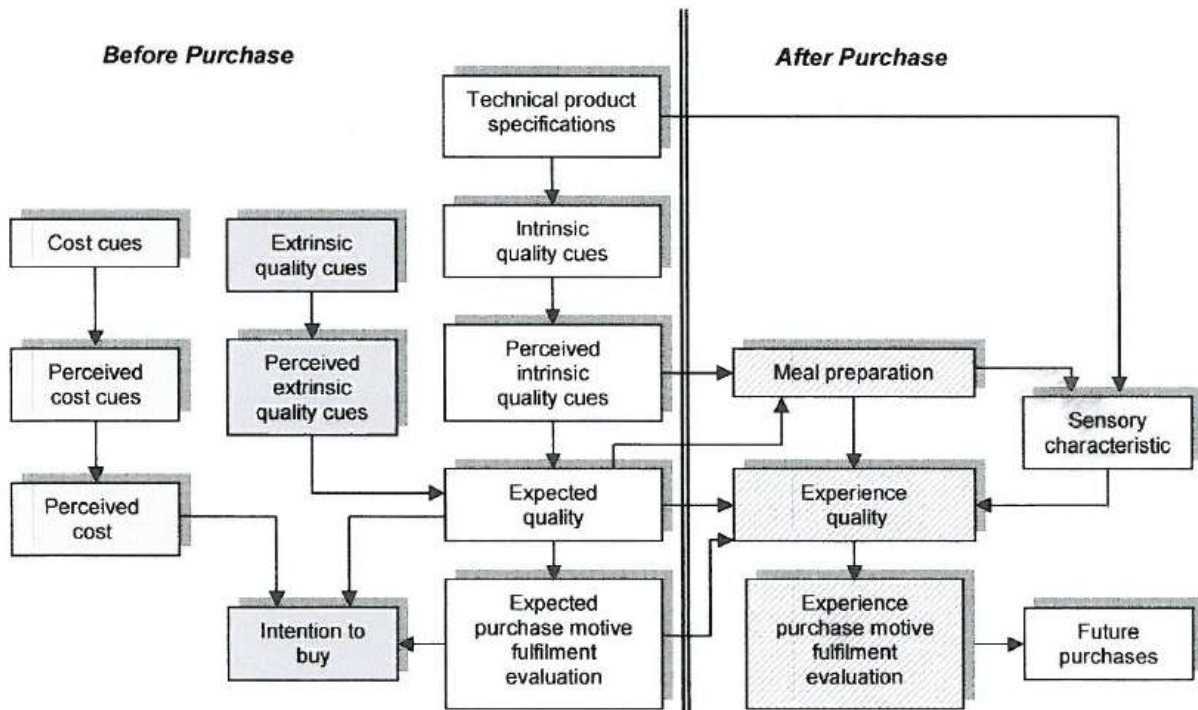 Before Purchase
After Purchase
Technical product
specifications
Cost cues
Extrinsic
quality cues
Intrinsic
quality cues
Perceived
cost cues
Perceived
extrinsic
quality cues
Perceived
intrinsic
quality cues
Meal preparation
Sensory
characteristic
Perceived
cost
Expected
quality
Experience
quality
Intention to
buy
Expected
purchase motive
fulfilment
evaluation
Experience
purchase motive
fulfilment
evaluation
Future
purchases